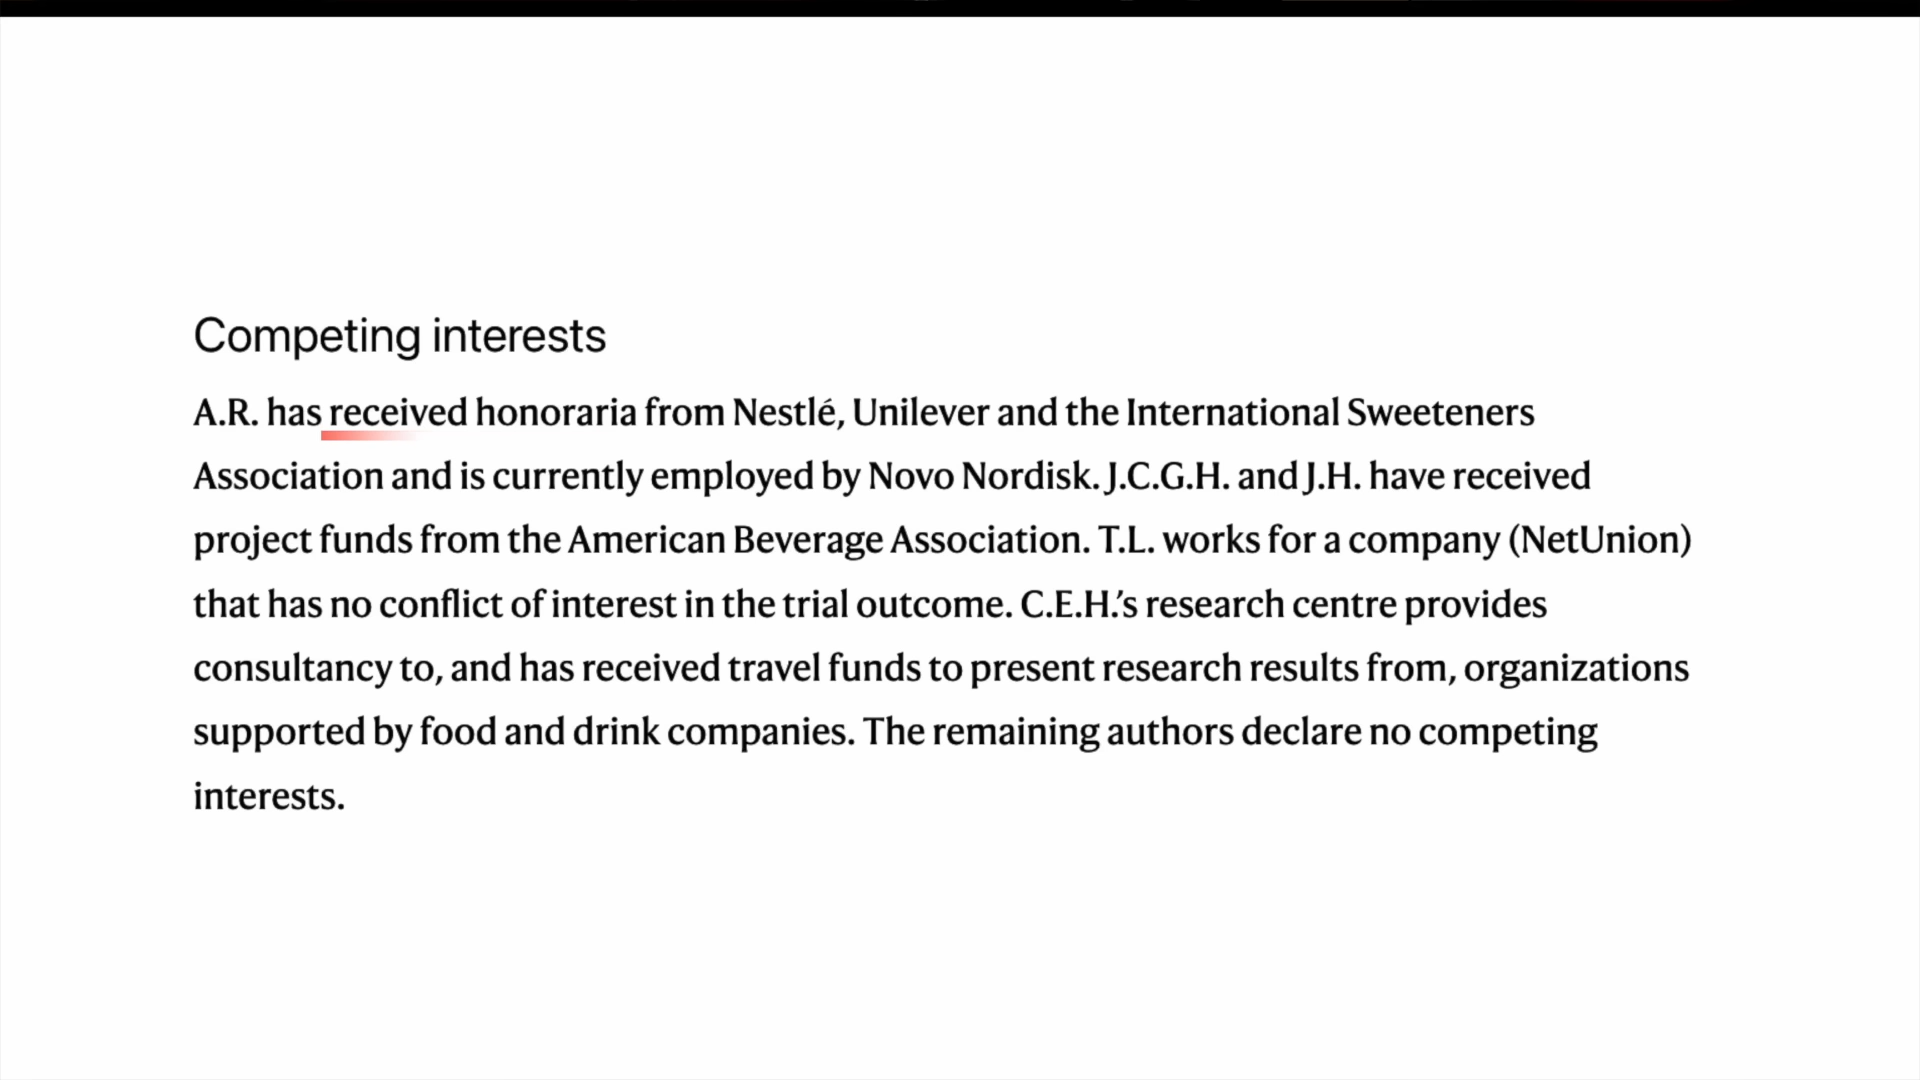 Competing interests
A.R. has received honoraria from Nestlé, Unilever and the International Sweeteners
Association and is currently employed by Novo Nordisk. J.C.G.H. and J.H. have received
project funds from the American Beverage Association. T.L. works for a company (NetUnion)
that has no conflict of interest in the trial outcome. C.E.H.’s research centre provides
consultancy to, and has received travel funds to present research results from, organizations
supported by food and drink companies. The remaining authors declare no competing
interests.